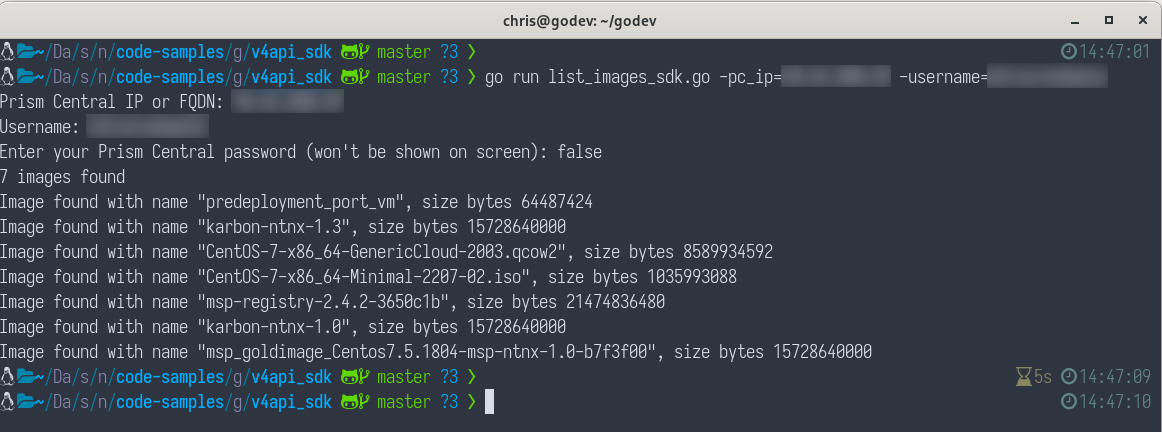 chris@godev: ~/godev
~/Da/s/n/code-samples/g/v4api_sdk master ?3 ❯ 14:47:01
~/Da/s/n/code-samples/g/v4api_sdk master ?3 ❯ go run list_images_sdk.go -pc_ip= -username=
Prism Central IP or FQDN:
Username:
Enter your Prism Central password (won't be shown on screen): false
7 images found
Image found with name "predeployment_port_vm", size bytes 64487424
Image found with name "karbon-ntnx-1.3", size bytes 15728640000
Image found with name "CentOS-7-x86_64-GenericCloud-2003.qcow2", size bytes 8589934592
Image found with name "CentOS-7-x86_64-Minimal-2207-02.iso", size bytes 1035993088
Image found with name "msp-registry-2.4.2-3650c1b", size bytes 21474836480
Image found with name "karbon-ntnx-1.0", size bytes 15728640000
Image found with name "msp_goldimage_Centos7.5.1804-msp-ntnx-1.0-b7f3f00", size bytes 15728640000
~/Da/s/n/code-samples/g/v4api_sdk master ?3 ❯ 5s 14:47:09
~/Da/s/n/code-samples/g/v4api_sdk master ?3 ❯ 14:47:10